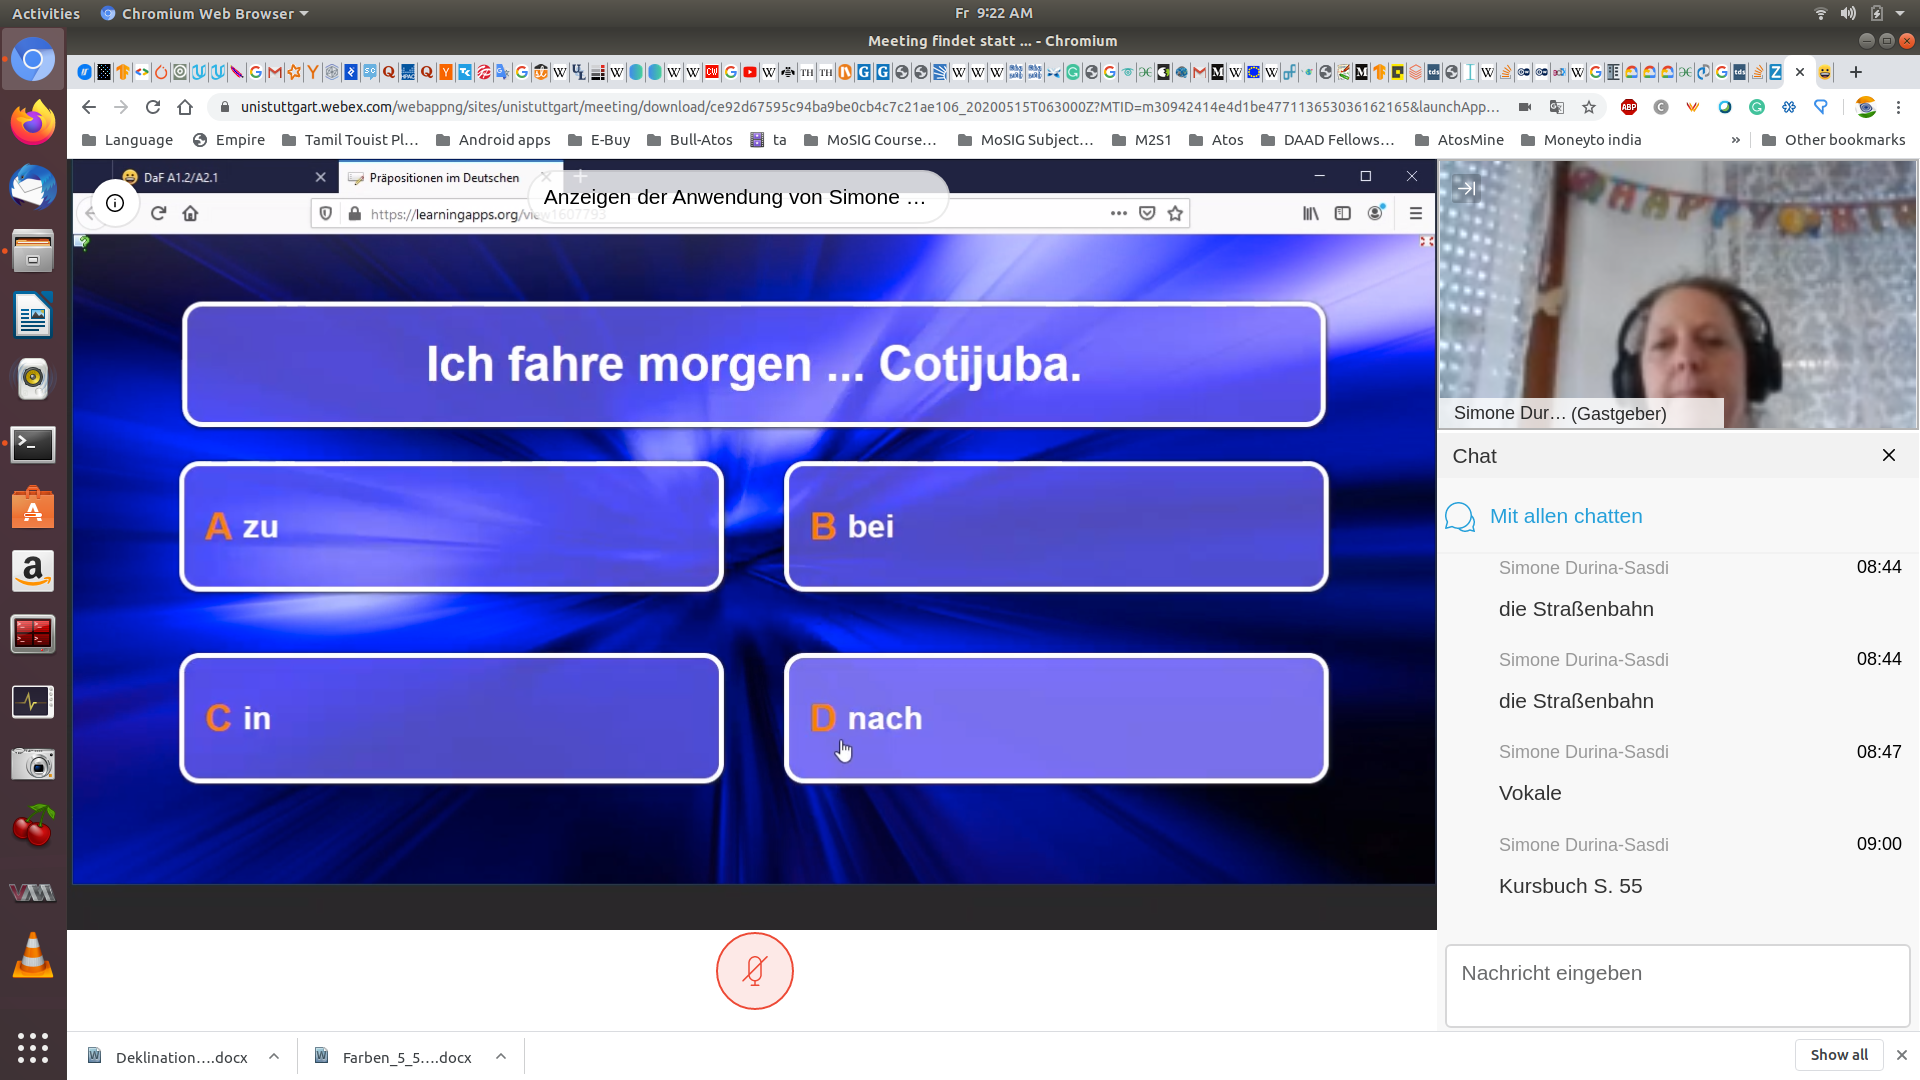 Activities
Chromium Web Browser
Fr 9:22 AM
Meeting findet statt ... - Chromium
unistuttgart.webex.com/webappng/sites/unistuttgart/meeting/download/ce92d67595c94ba9be0cb4c7c21ae106_20200515T063000Z?MTID=m30942414e4d1be477113653036162165&launchApp…
Language
Empire
Tamil Touist Pl…
Android apps
E-Buy
Bull-Atos
ta
MoSIG Course…
MoSIG Subject…
M2S1
Atos
DAAD Fellows…
AtosMine
Moneyto india
»
Other bookmarks
DaF A1.2/A2.1
Präpositionen im Deutschen
Anzeigen der Anwendung von Simone …
https://learningapps.org/view1607793
Ich fahre morgen ... Cotijuba.
A zu
B bei
C in
D nach
HAPPY
Simone Dur… (Gastgeber)
Chat
Mit allen chatten
Simone Durina-Sasdi 08:44
die Straßenbahn
Simone Durina-Sasdi 08:44
die Straßenbahn
Simone Durina-Sasdi 08:47
Vokale
Simone Durina-Sasdi 09:00
Kursbuch S. 55
Nachricht eingeben
Deklination….docx
Farben_5_5….docx
Show all